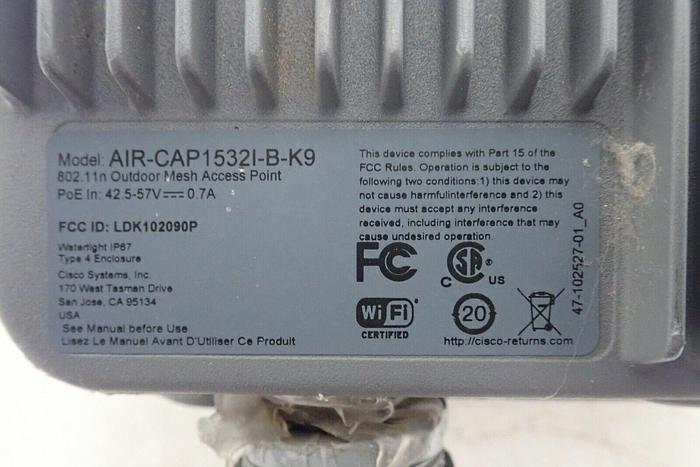 Model: AIR-CAP1532I-B-K9
802.11n Outdoor Mesh Access Point
PoE In: 42.5-57V⎓ 0.7A
FCC ID: LDK102090P
Watertight IP67
Type 4 Enclosure
Cisco Systems, Inc.
170 West Tasman Drive
San Jose, CA 95134
USA
See Manual before Use
Lisez Le Manuel Avant D'Utiliser Ce Produit
This device complies with Part 15 of the
FCC Rules. Operation is subject to the
following two conditions:1) this device may
not cause harmfulinterference and 2) this
device must accept any interference
received, including interference that may
cause undesired operation.
FC
C SA ® US
Wi Fi
CERTIFIED
20
http://cisco-returns.com
47-102527-01_A0